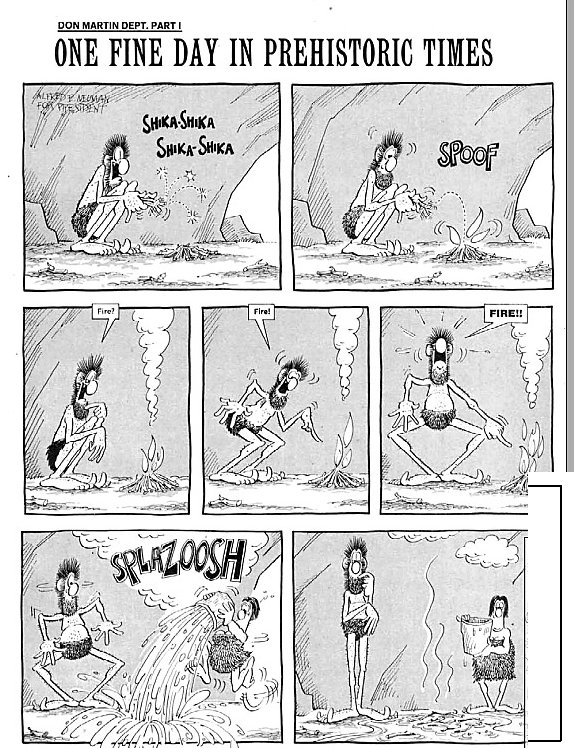 DON MARTIN DEPT. PART I
ONE FINE DAY IN PREHISTORIC TIMES
ALFRED E. NEUMAN
FOR PRESIDENT
SHIKA-SHIKA
SHIKA-SHIKA
SPOOF
Fire?
Fire!
FIRE!!
SPLAZOOSH